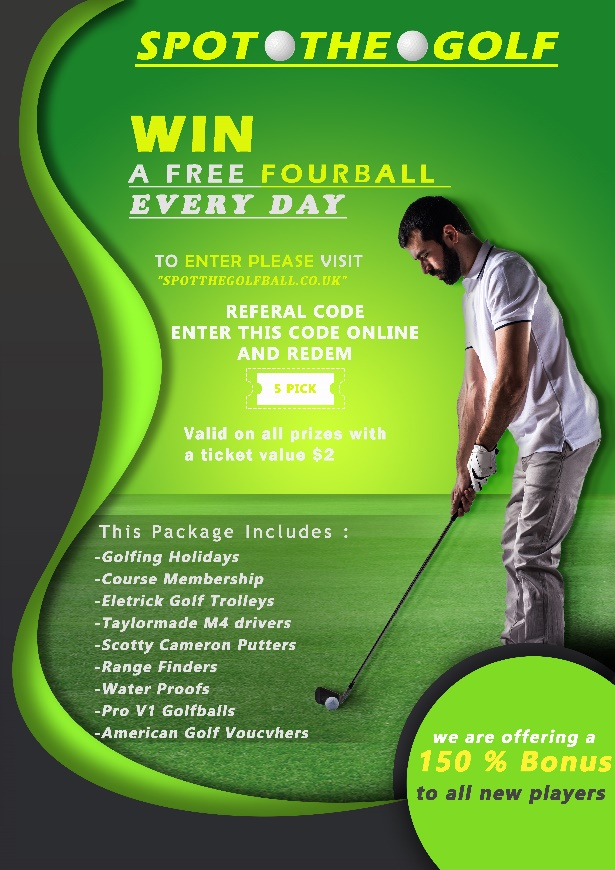 SPOT THE GOLF
WIN
A FREE FOURBALL
EVERY DAY
TO ENTER PLEASE VISIT
"SPOTTHEGOLFBALL.CO.UK"
REFERAL CODE
ENTER THIS CODE ONLINE
AND REDEM
5 PICK
Valid on all prizes with
a ticket value $2
This Package Includes :
-Golfing Holidays
-Course Membership
-Eletrick Golf Trolleys
-Taylormade M4 drivers
-Scotty Cameron Putters
-Range Finders
-Water Proofs
-Pro V1 Golfballs
-American Golf Voucvhers
we are offering a
150 % Bonus
to all new players